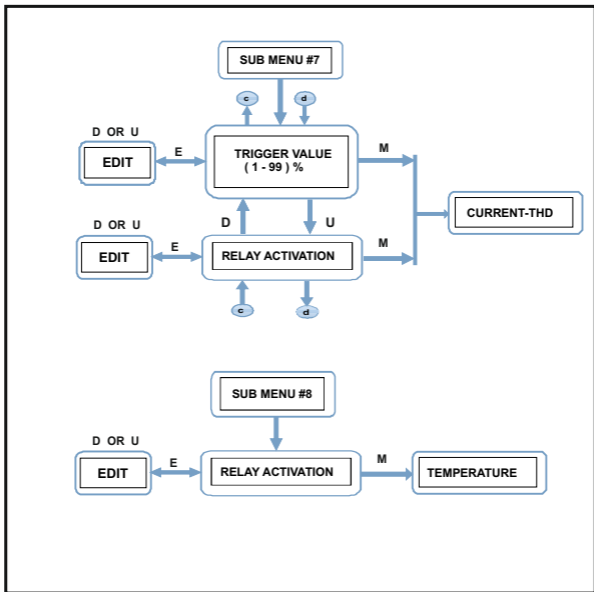 SUB MENU #7
c
d
D OR U
EDIT
E
TRIGGER VALUE
( 1 - 99 ) %
M
CURRENT-THD
D
U
D OR U
EDIT
E
RELAY ACTIVATION
M
c
d
SUB MENU #8
D OR U
EDIT
E
RELAY ACTIVATION
M
TEMPERATURE